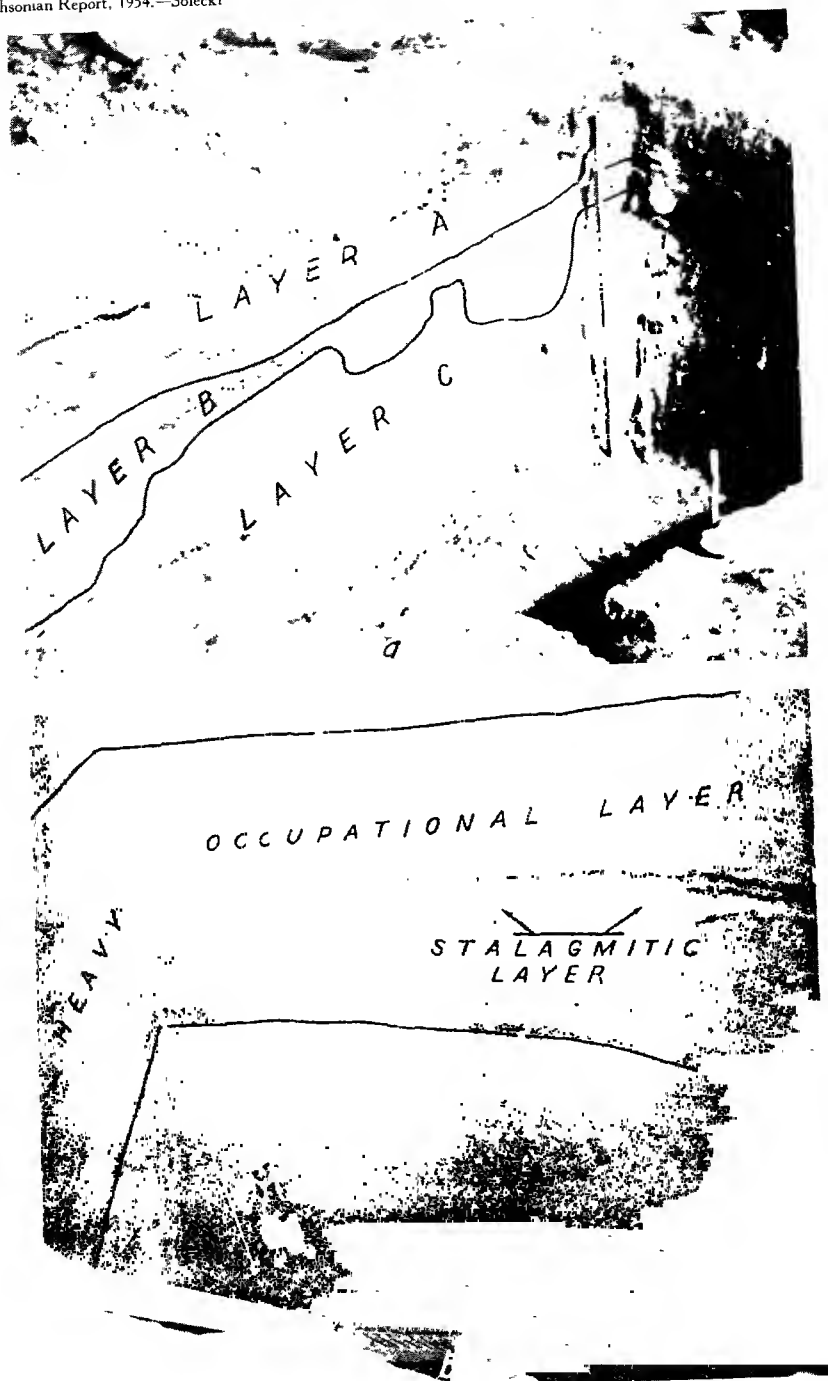 hsonian Report, 1954.—Solecki
LAYER A
LAYER B
LAYER C
a
OCCUPATIONAL LAYER
HEAVY
STALAGMITIC
LAYER